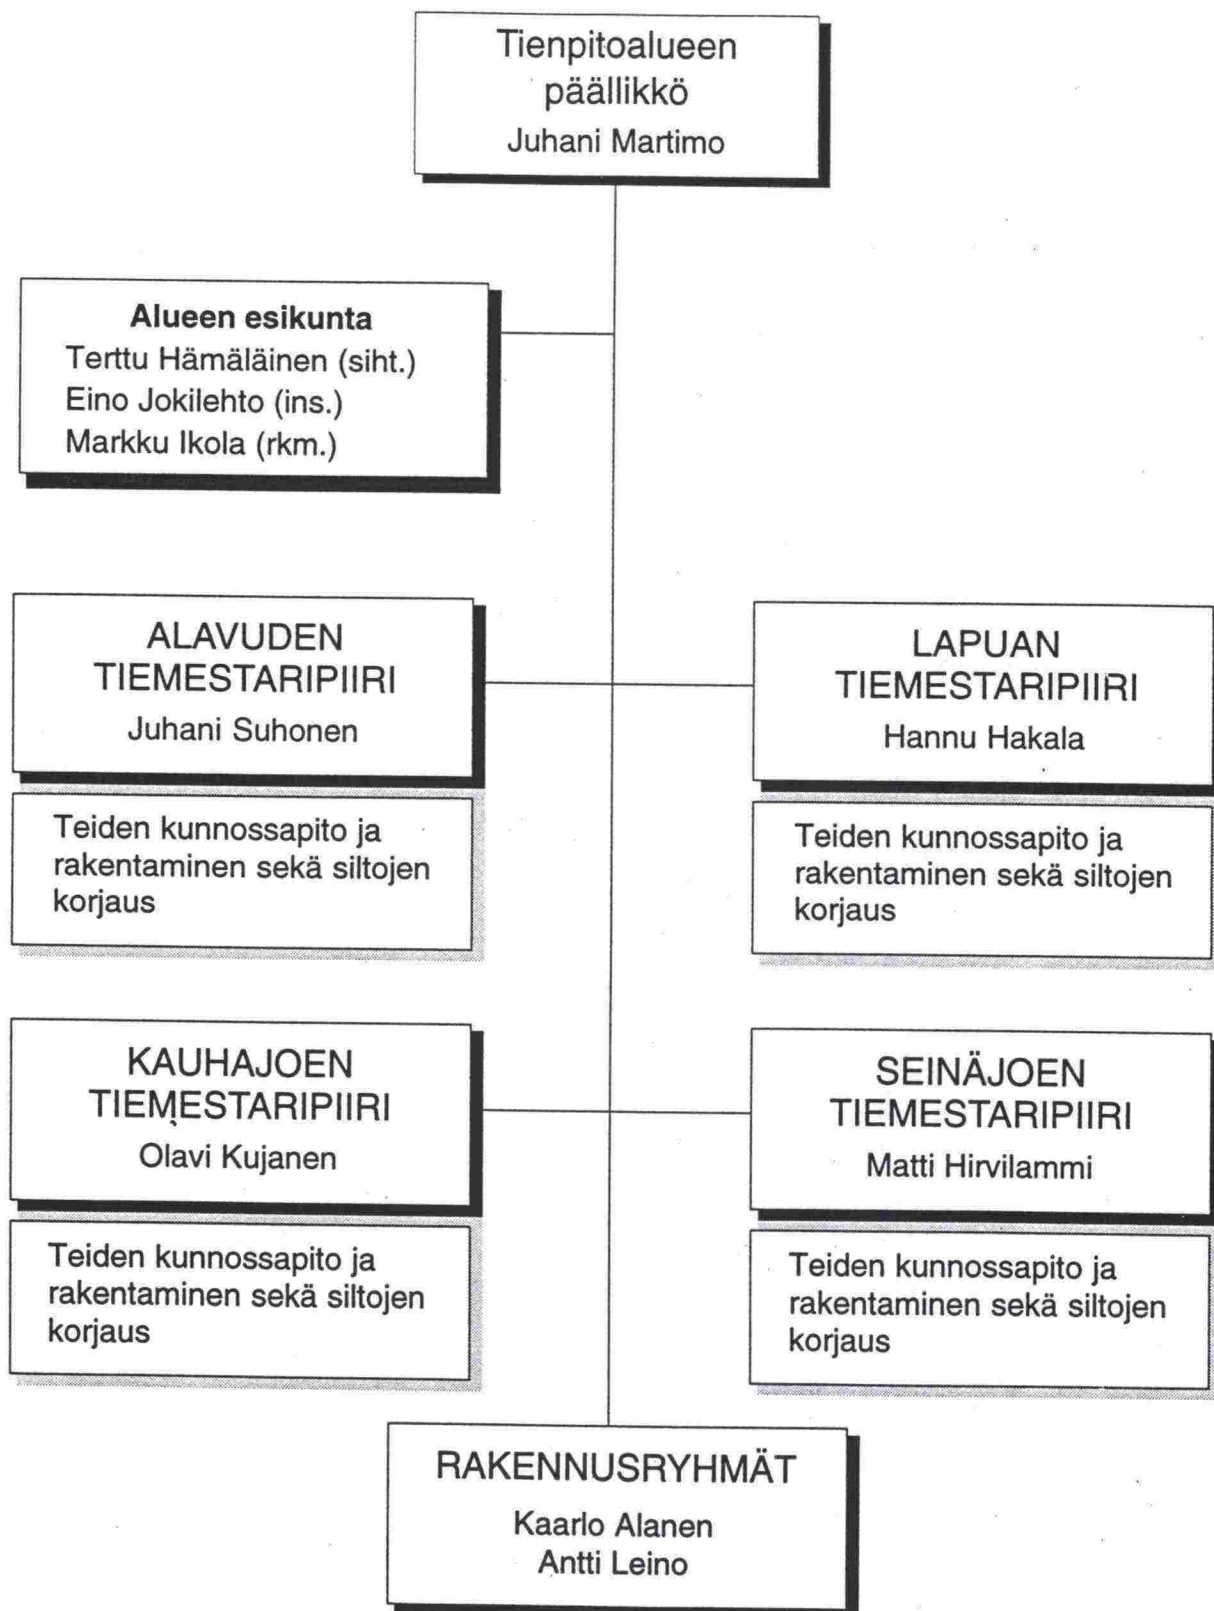 Tienpitoalueen
päällikkö
Juhani Martimo
Alueen esikunta
Terttu Hämäläinen (siht.)
Eino Jokilehto (ins.)
Markku Ikola (rkm.)
ALAVUDEN
TIEMESTARIPIIRI
Juhani Suhonen
Teiden kunnossapito ja
rakentaminen sekä siltojen
korjaus
LAPUAN
TIEMESTARIPIIRI
Hannu Hakala
Teiden kunnossapito ja
rakentaminen sekä siltojen
korjaus
KAUHAJOEN
TIEMESTARIPIIRI
Olavi Kujanen
Teiden kunnossapito ja
rakentaminen sekä siltojen
korjaus
SEINÄJOEN
TIEMESTARIPIIRI
Matti Hirvilammi
Teiden kunnossapito ja
rakentaminen sekä siltojen
korjaus
RAKENNUSRYHMÄT
Kaarlo Alanen
Antti Leino